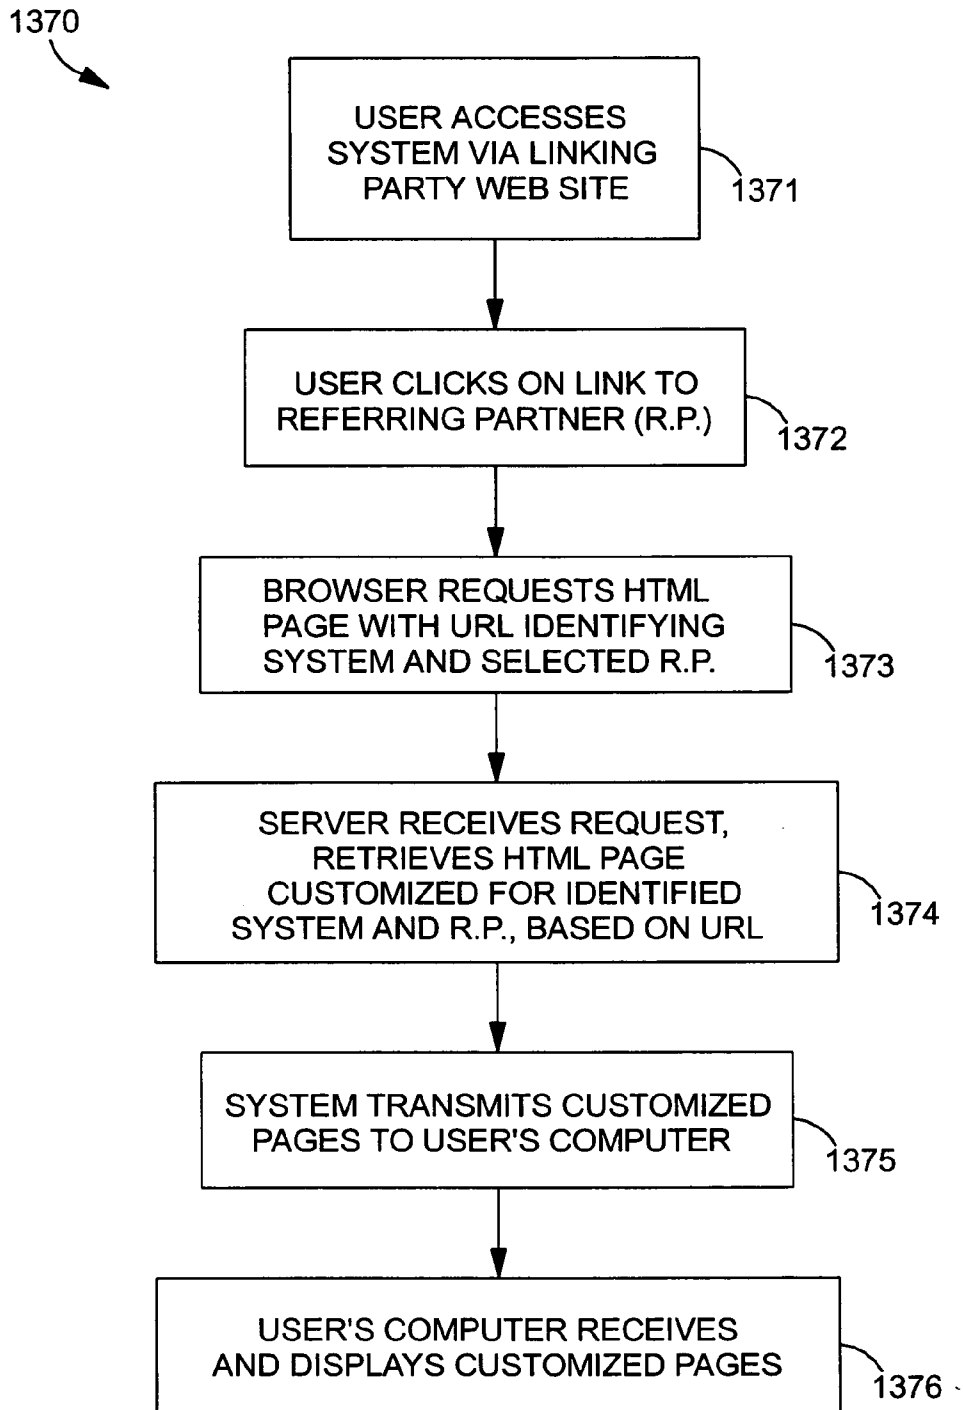 1370
USER ACCESSES
SYSTEM VIA LINKING
PARTY WEB SITE
1371
USER CLICKS ON LINK TO
REFERRING PARTNER (R.P.)
1372
BROWSER REQUESTS HTML
PAGE WITH URL IDENTIFYING
SYSTEM AND SELECTED R.P.
1373
SERVER RECEIVES REQUEST,
RETRIEVES HTML PAGE
CUSTOMIZED FOR IDENTIFIED
SYSTEM AND R.P., BASED ON URL
1374
SYSTEM TRANSMITS CUSTOMIZED
PAGES TO USER'S COMPUTER
1375
USER'S COMPUTER RECEIVES
AND DISPLAYS CUSTOMIZED PAGES
1376